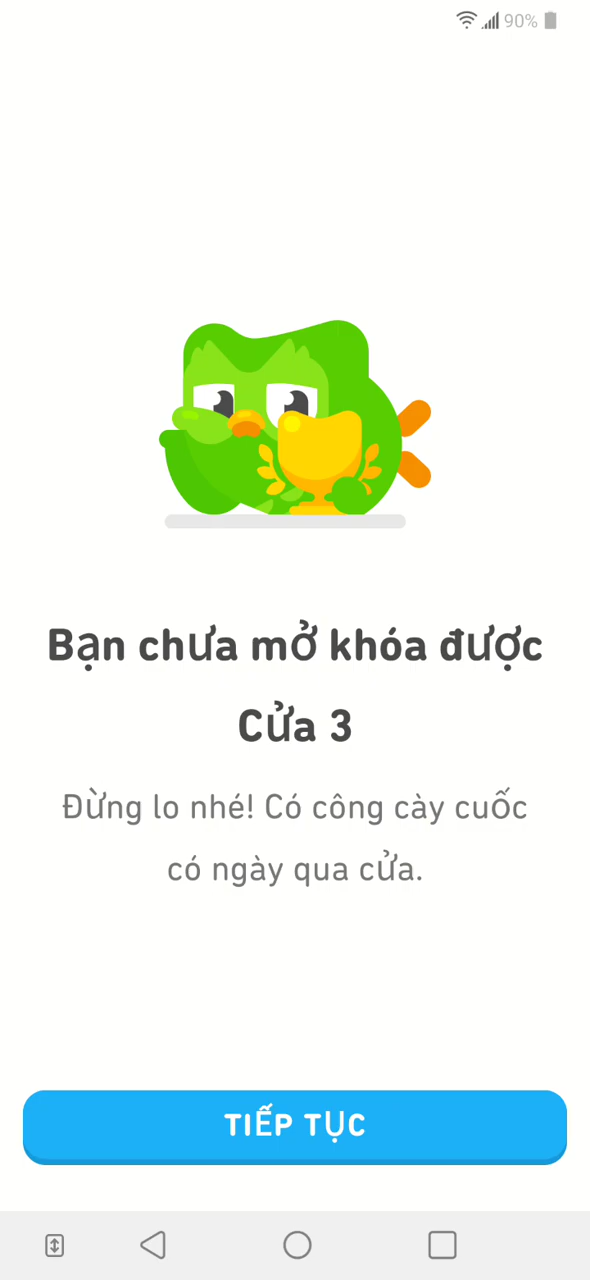 90%
Bạn chưa mở khóa được
Cửa 3
Đừng lo nhé! Có công cày cuốc
có ngày qua cửa.
TIẾP TỤC